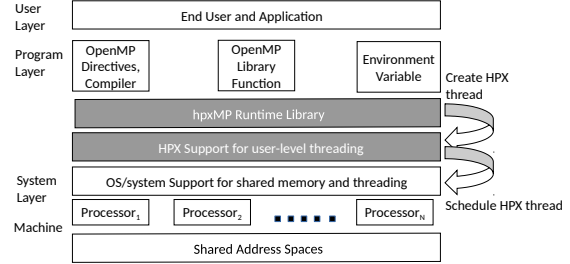 User
Layer
End User and Application
Program
Layer
OpenMP
Directives,
Compiler
OpenMP
Library
Function
Environment
Variable
Create HPX
thread
hpxMP Runtime Library
HPX Support for user-level threading
System
Layer
OS/system Support for shared memory and threading
Schedule HPX thread
Machine
Processor₁
Processor₂
Processor_N
Shared Address Spaces